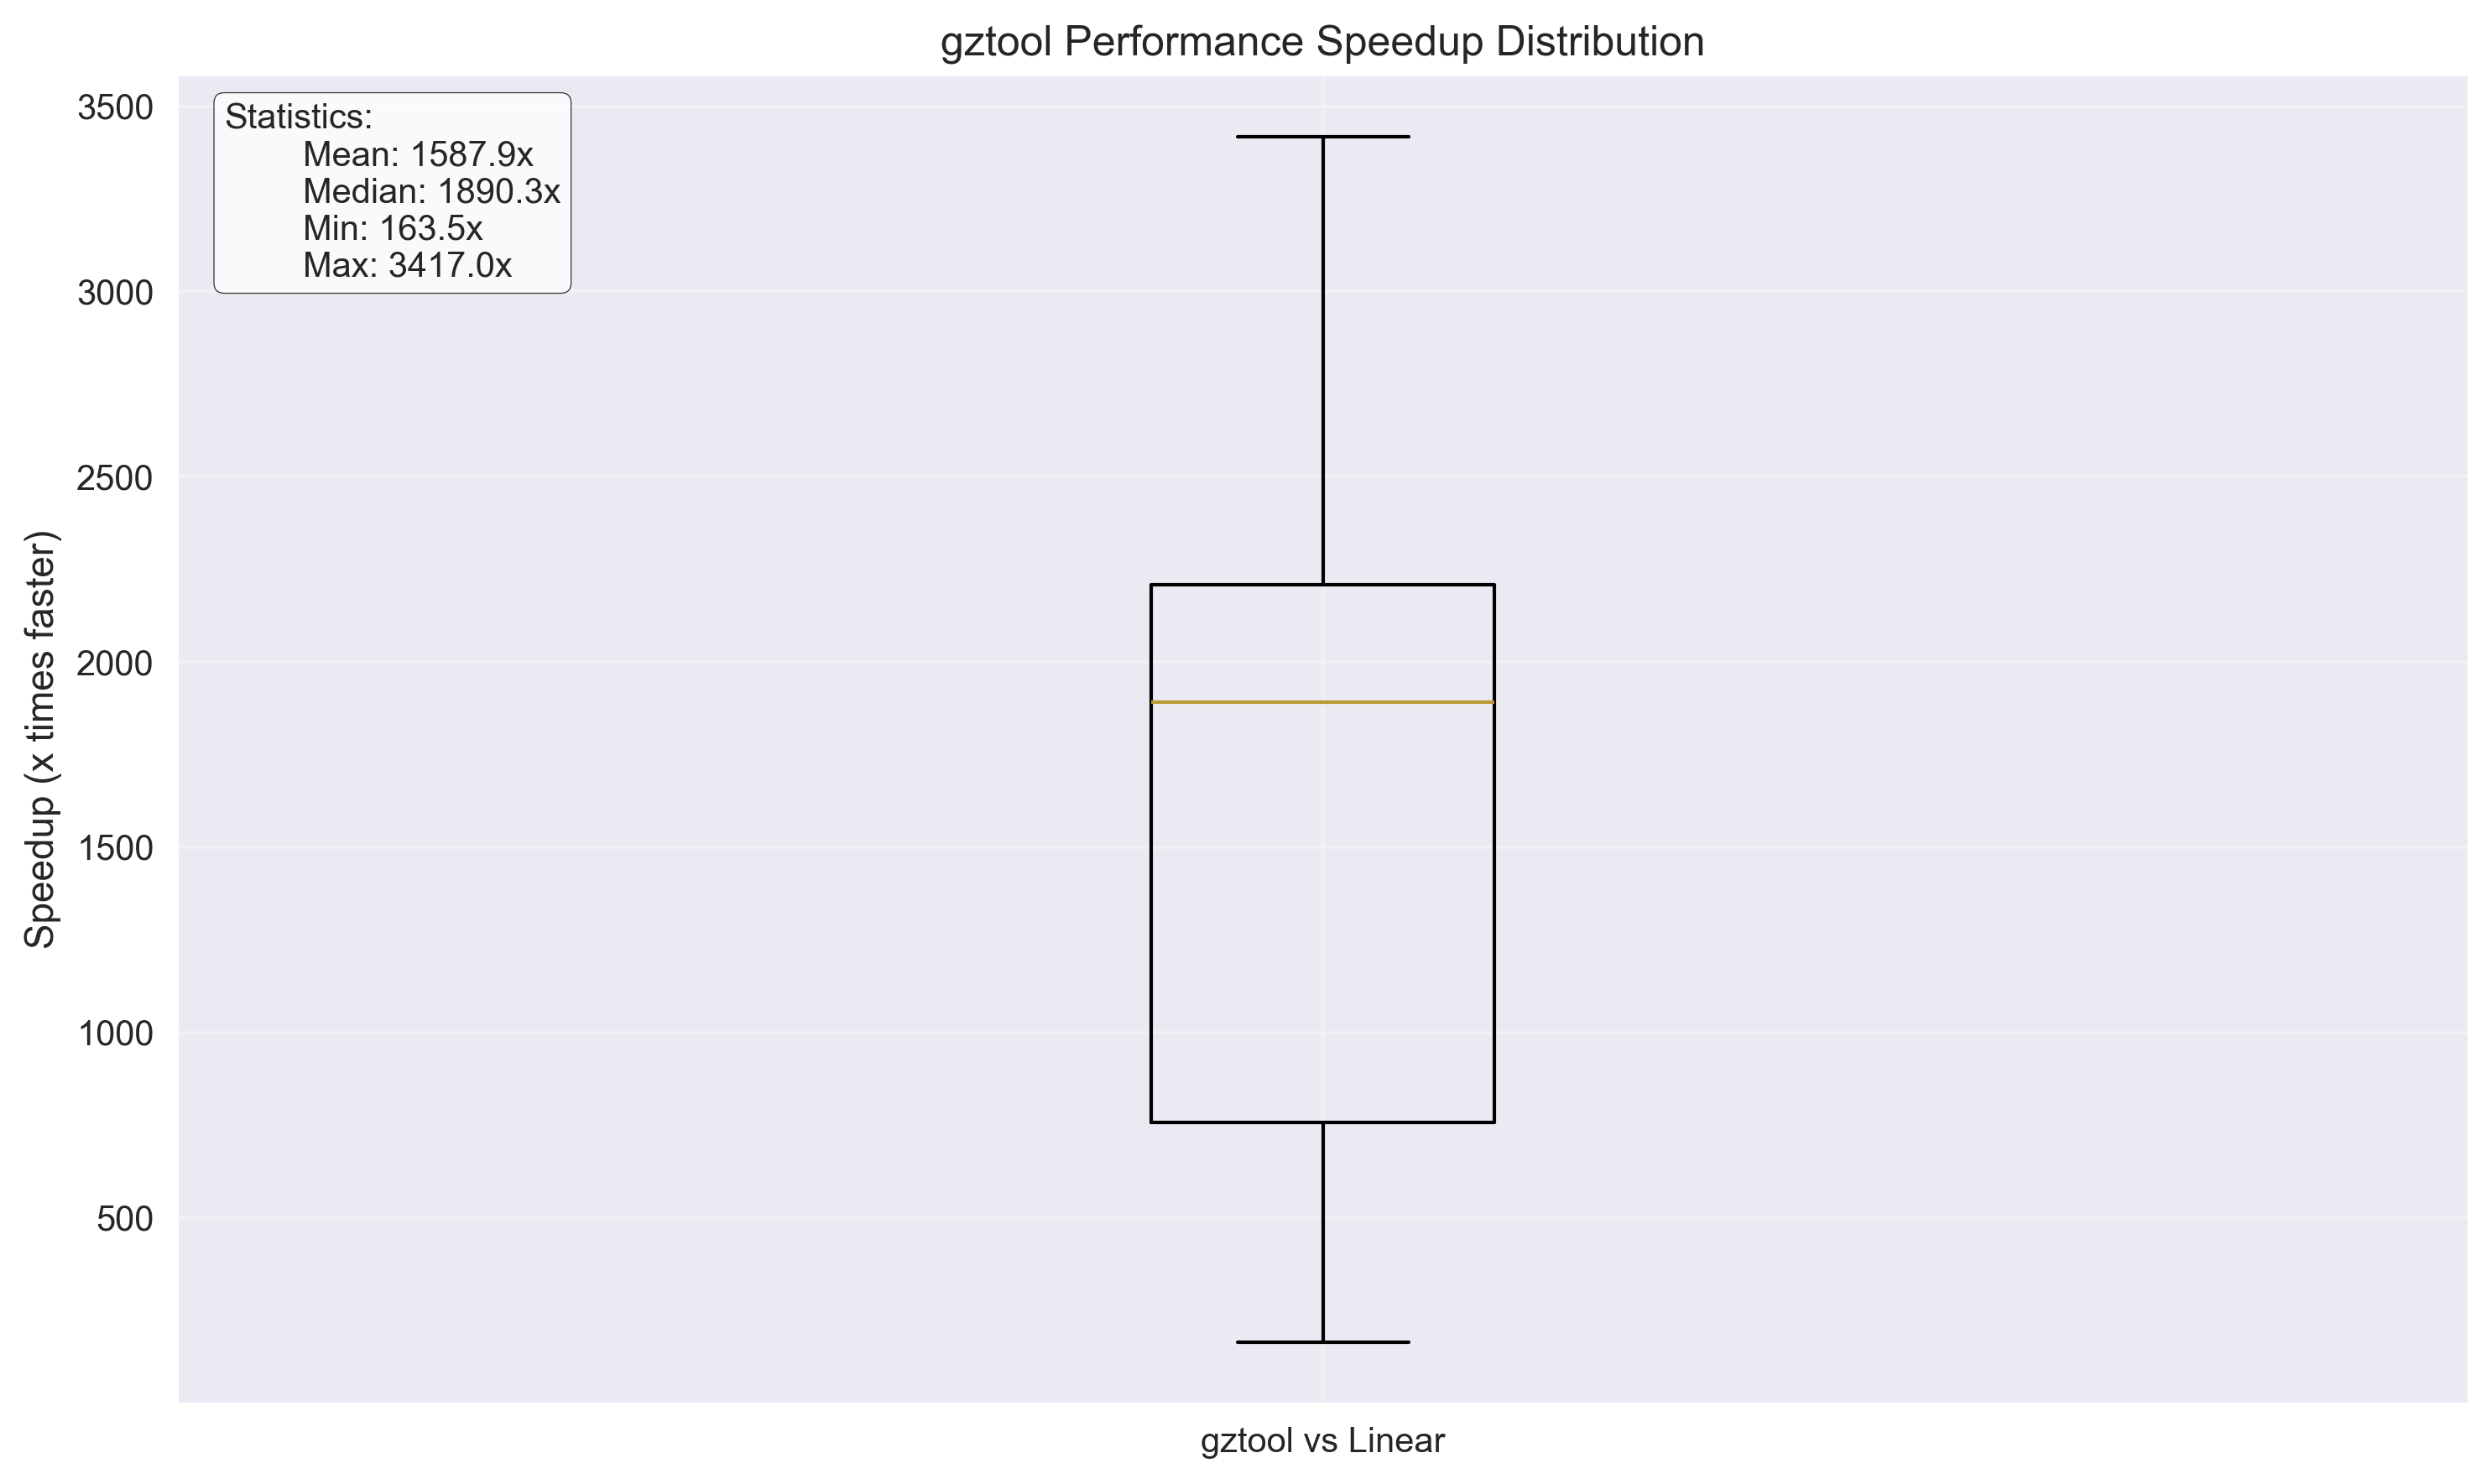 gztool Performance Speedup Distribution
Statistics:
Mean: 1587.9x
Median: 1890.3x
Min: 163.5x
Max: 3417.0x
3500
3000
2500
2000
1500
1000
500
Speedup (x times faster)
gztool vs Linear